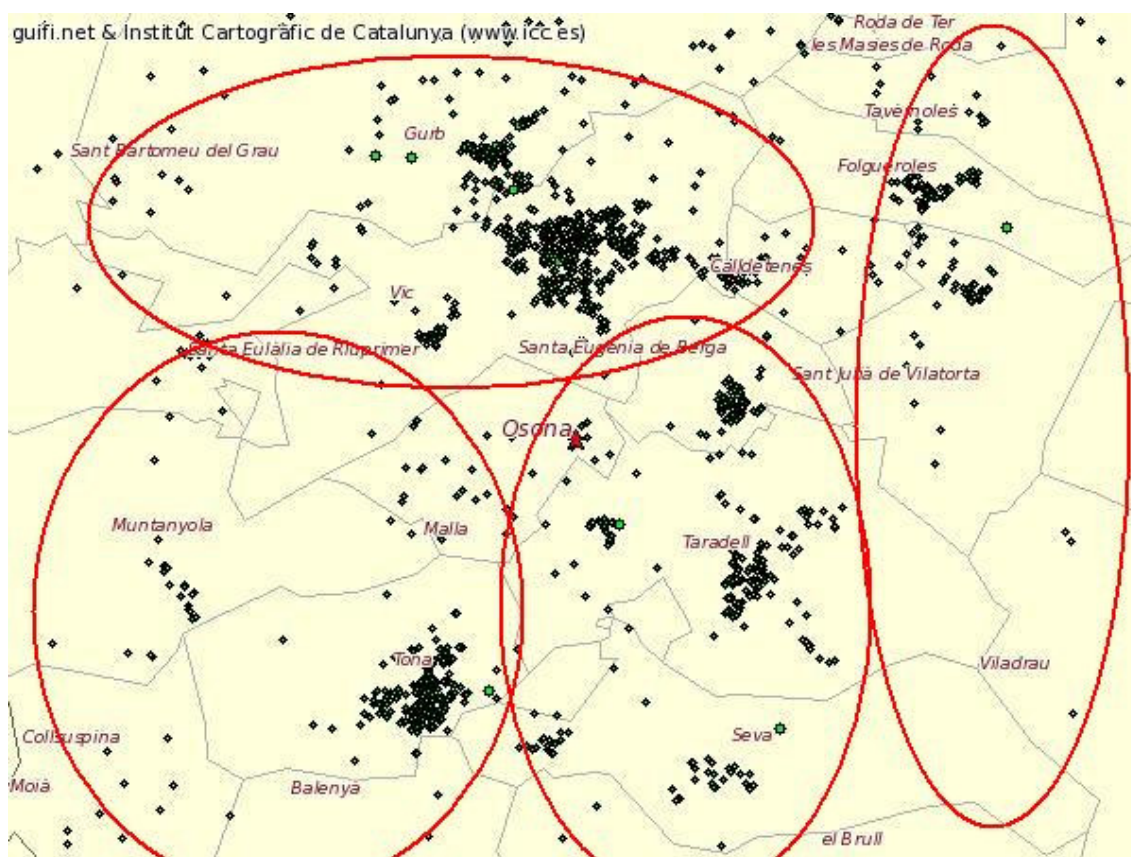 guifi.net & Institut Cartogràfic de Catalunya (www.icc.es)
Roda de Ter
les Masies de Roda
Tavèrnoles
Gurb
Sant Bartomeu del Grau
Folgueroles
Calldetenes
Vic
Santa Eulàlia de Riuprimer
Santa Eugènia de Berga
Sant Julià de Vilatorta
Osona
Muntanyola
Malla
Taradell
Tona
Viladrau
Collsuspina
Seva
Moià
Balenyà
el Brull